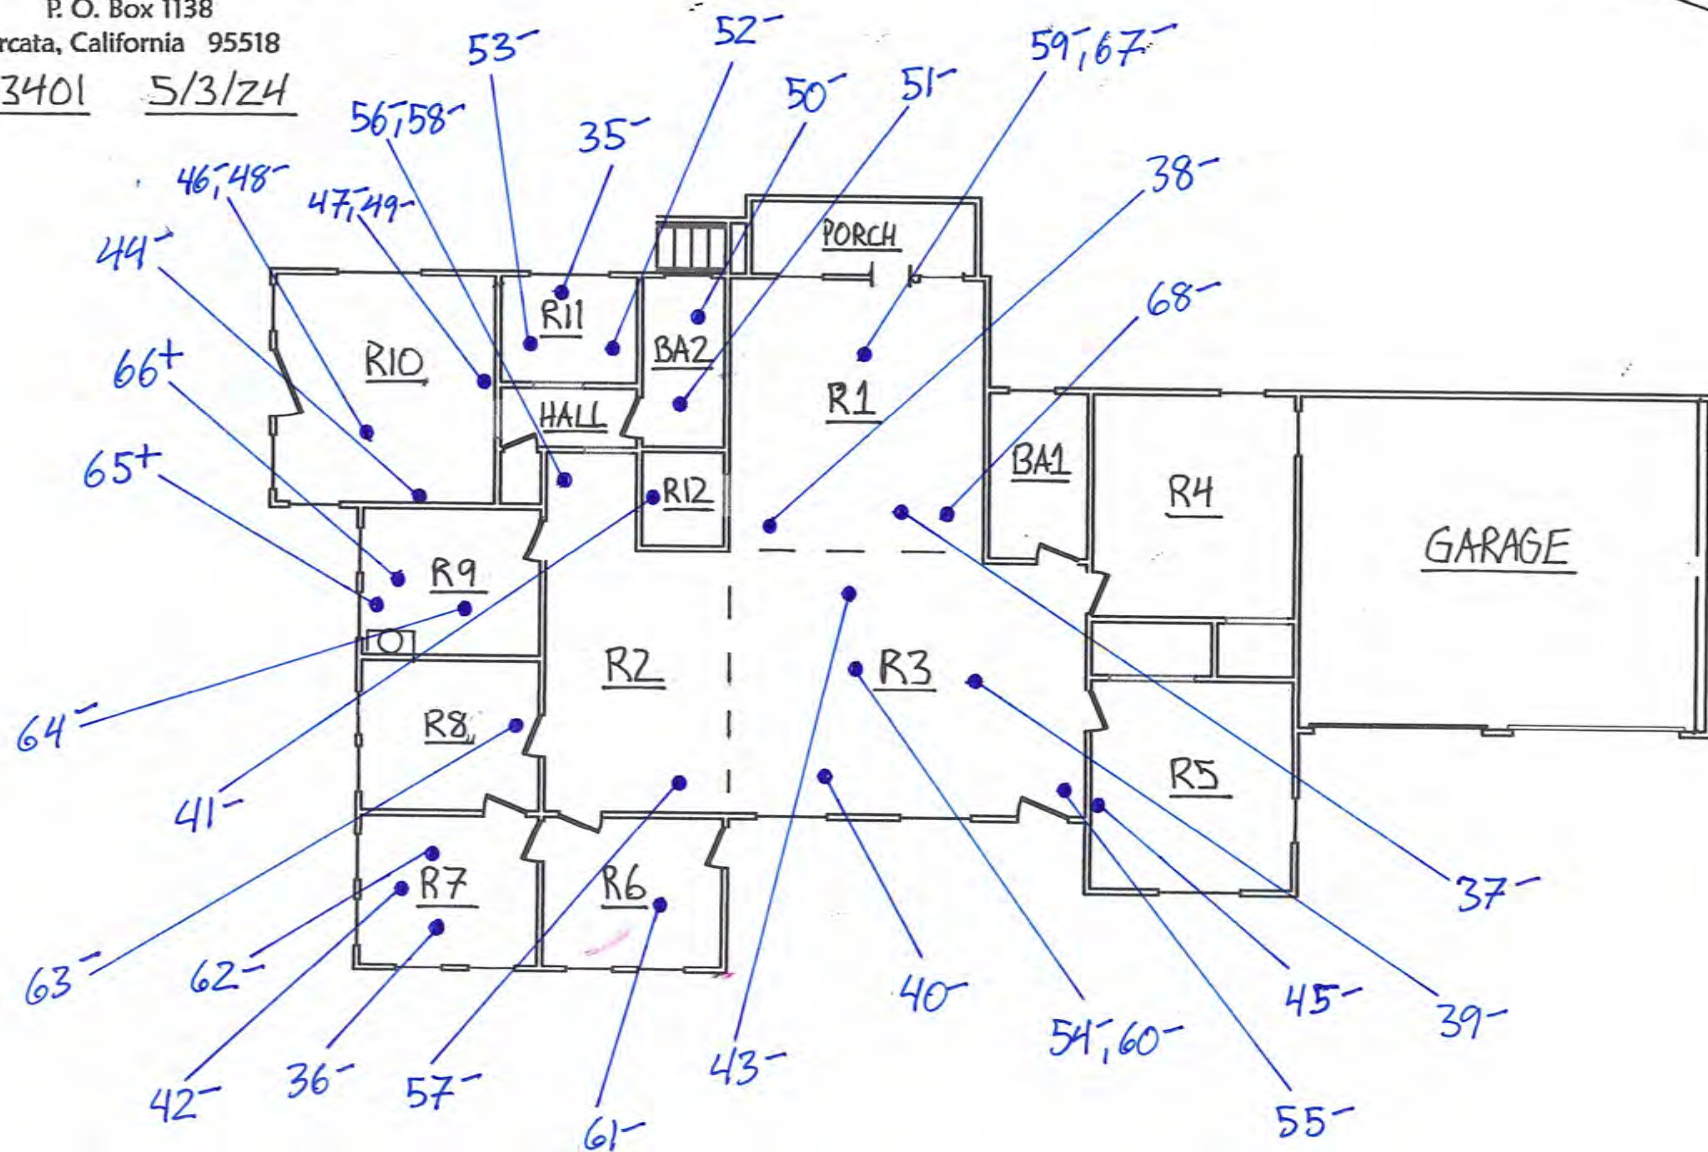 P. O. Box 1138
rcata, California 95518
3401 5/3/24
53-
52-
59-,67-
56-,58-
35-
50-
51-
46-,48-
47-,49-
38-
44-
PORCH
R11
BA2
68-
66+
R10
R1
HALL
65+
BA1
R12
R4
GARAGE
R9
R2
R3
64-
R8
R5
41-
R7
R6
37-
63-
62-
40-
45-
39-
42-
36-
57-
43-
54-,60-
61-
55-